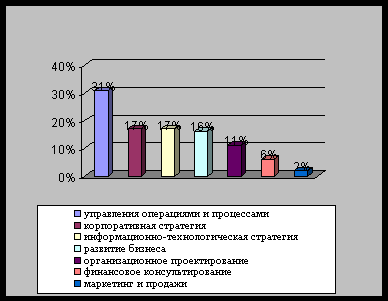 40%
30%
20%
10%
0%
31%
17%
17%
16%
11%
6%
2%
управления операциями и процессами
корпоративная стратегия
информационно-технологическая стратегия
развитие бизнеса
организационное проектирование
финансовое консультирование
маркетинг и продажи